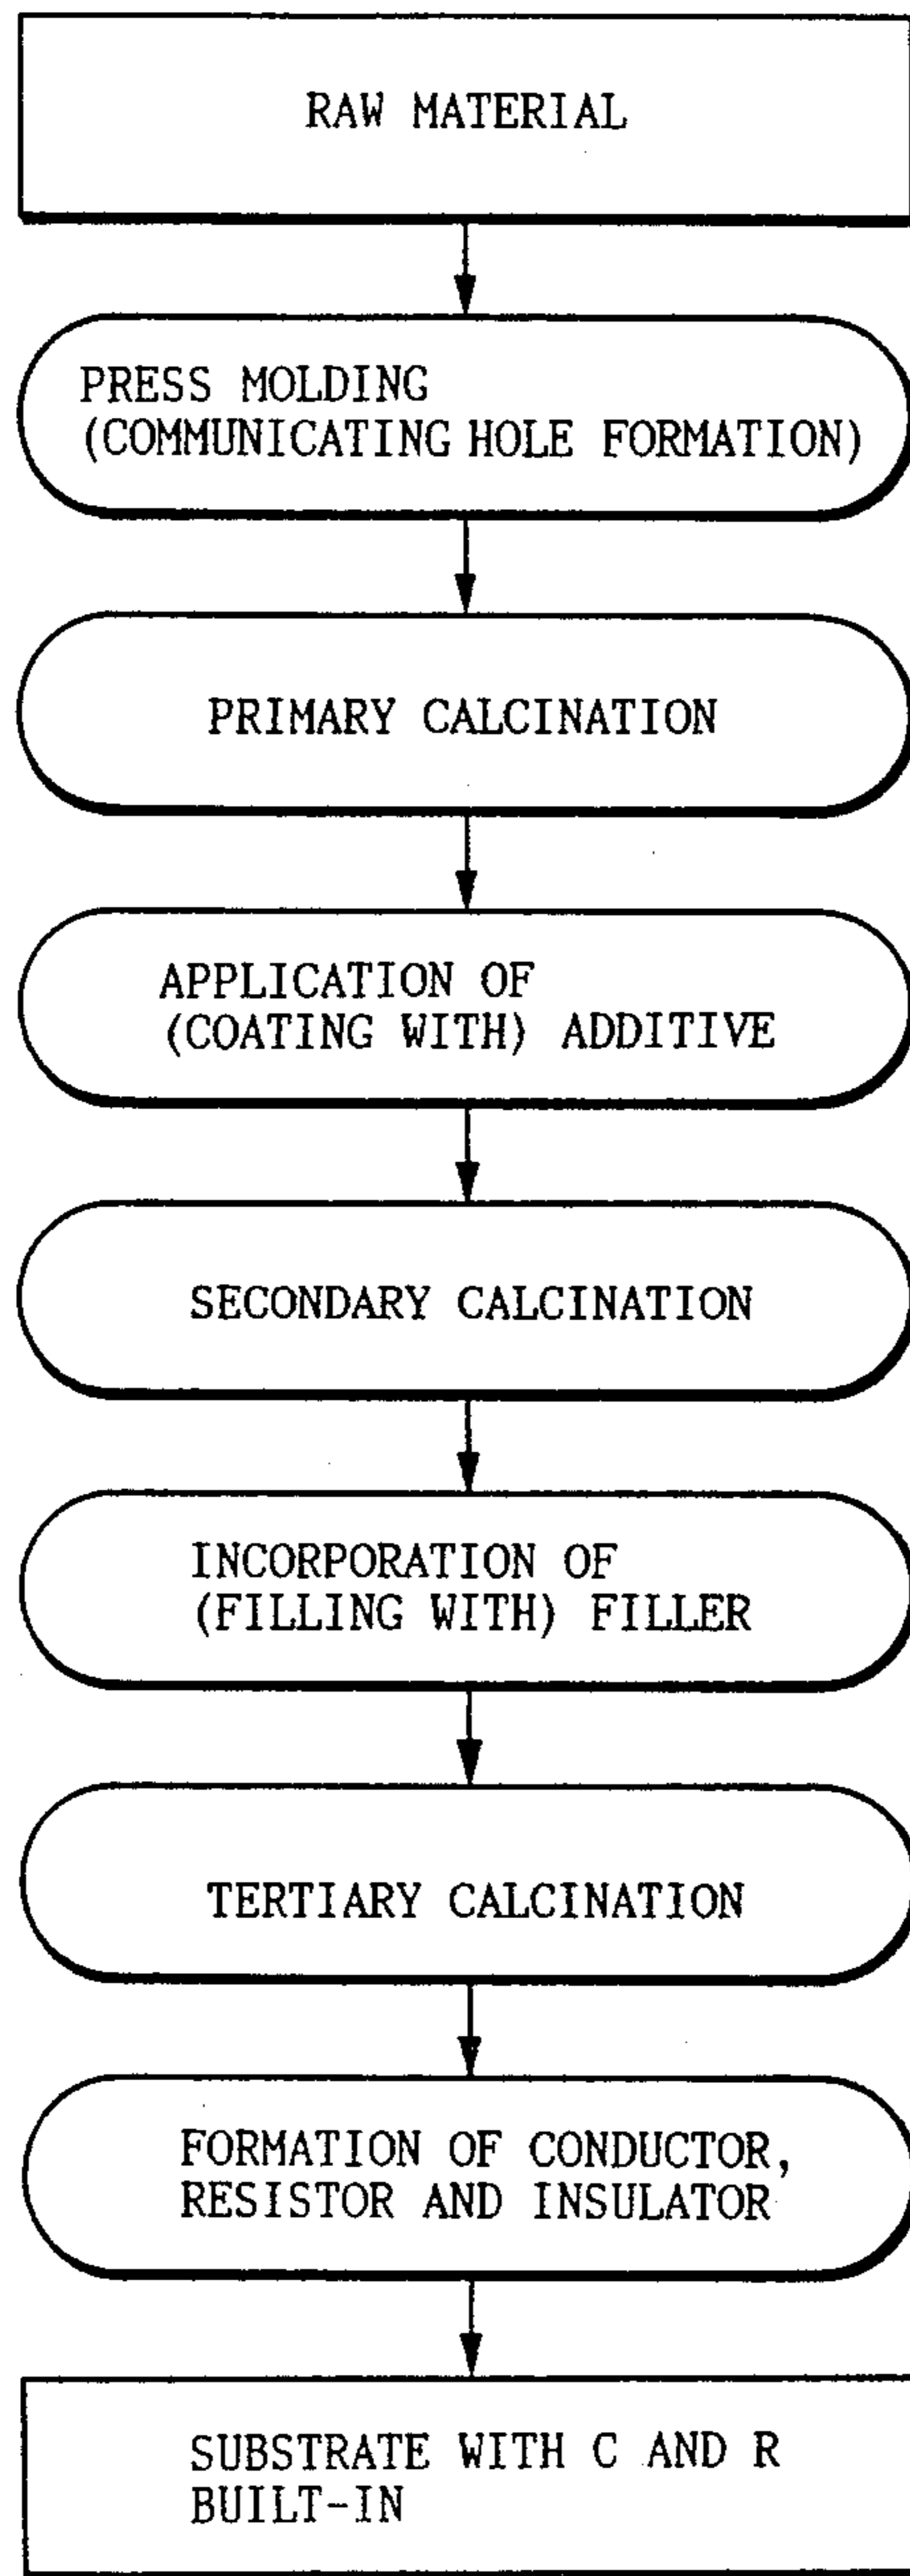 RAW MATERIAL
PRESS MOLDING
(COMMUNICATING HOLE FORMATION)
PRIMARY CALCINATION
APPLICATION OF
(COATING WITH) ADDITIVE
SECONDARY CALCINATION
INCORPORATION OF
(FILLING WITH) FILLER
TERTIARY CALCINATION
FORMATION OF CONDUCTOR,
RESISTOR AND INSULATOR
SUBSTRATE WITH C AND R
BUILT-IN